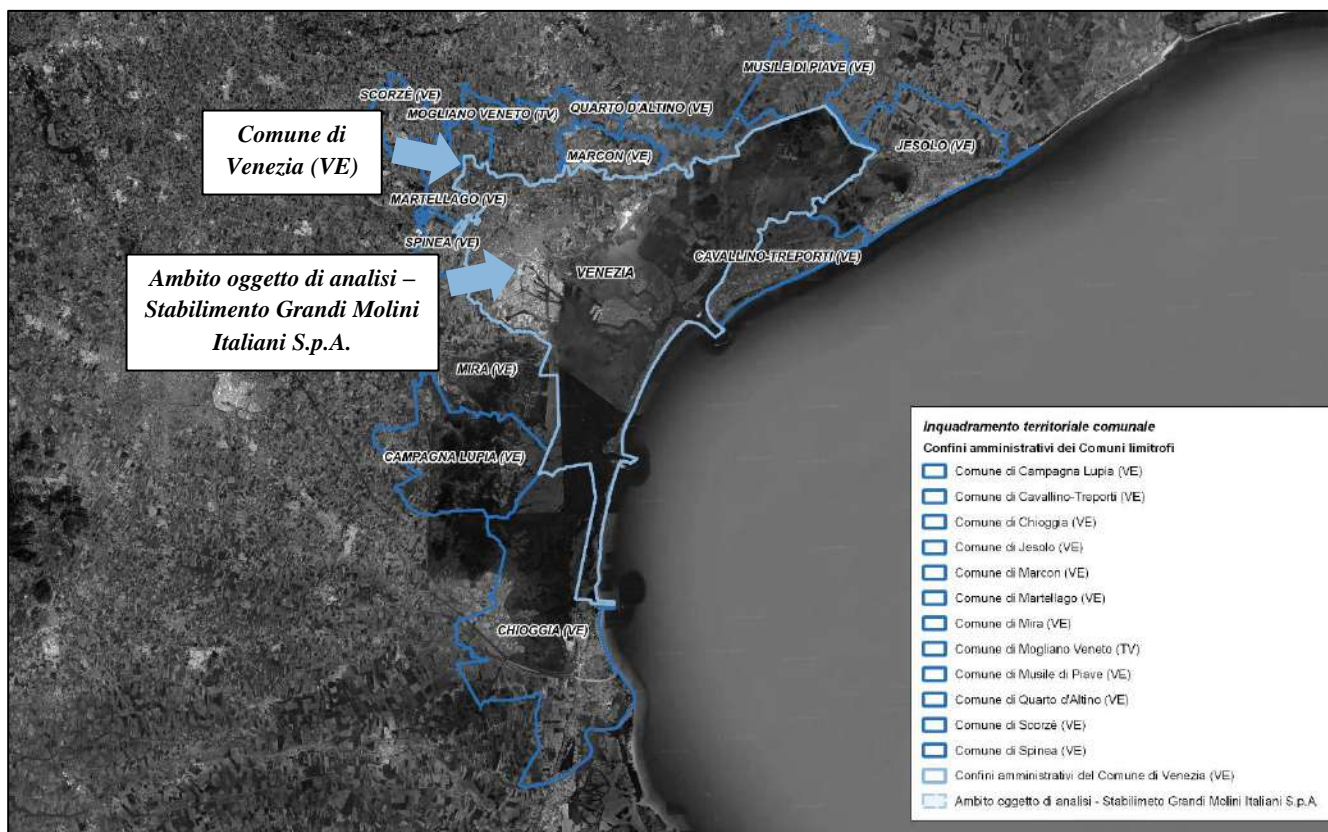 MUSILE DI PIAVE (VE)
SCORZÈ (VE)
MOGLIANO VENETO (TV)
QUARTO D'ALTINO (VE)
Comune di
Venezia (VE)
MARCON (VE)
JESOLO (VE)
MARTELLAGO (VE)
SPINEA (VE)
CAVALLINO-TREPORTI (VE)
VENEZIA
Ambito oggetto di analisi –
Stabilimento Grandi Molini
Italiani S.p.A.
MIRA (VE)
CAMPAGNA LUPIA (VE)
CHIOGGIA (VE)
Inquadramento territoriale comunale
Confini amministrativi dei Comuni limitrofi
Comune di Campagna Lupia (VE)
Comune di Cavallino-Treporti (VE)
Comune di Chioggia (VE)
Comune di Jesolo (VE)
Comune di Marcon (VE)
Comune di Martellago (VE)
Comune di Mira (VE)
Comune di Mogliano Veneto (TV)
Comune di Musile di Piave (VE)
Comune di Quarto d'Altino (VE)
Comune di Scorzè (VE)
Comune di Spinea (VE)
Confini amministrativi del Comune di Venezia (VE)
Ambito oggetto di analisi - Stabilimeto Grandi Molini Italiani S.p.A.